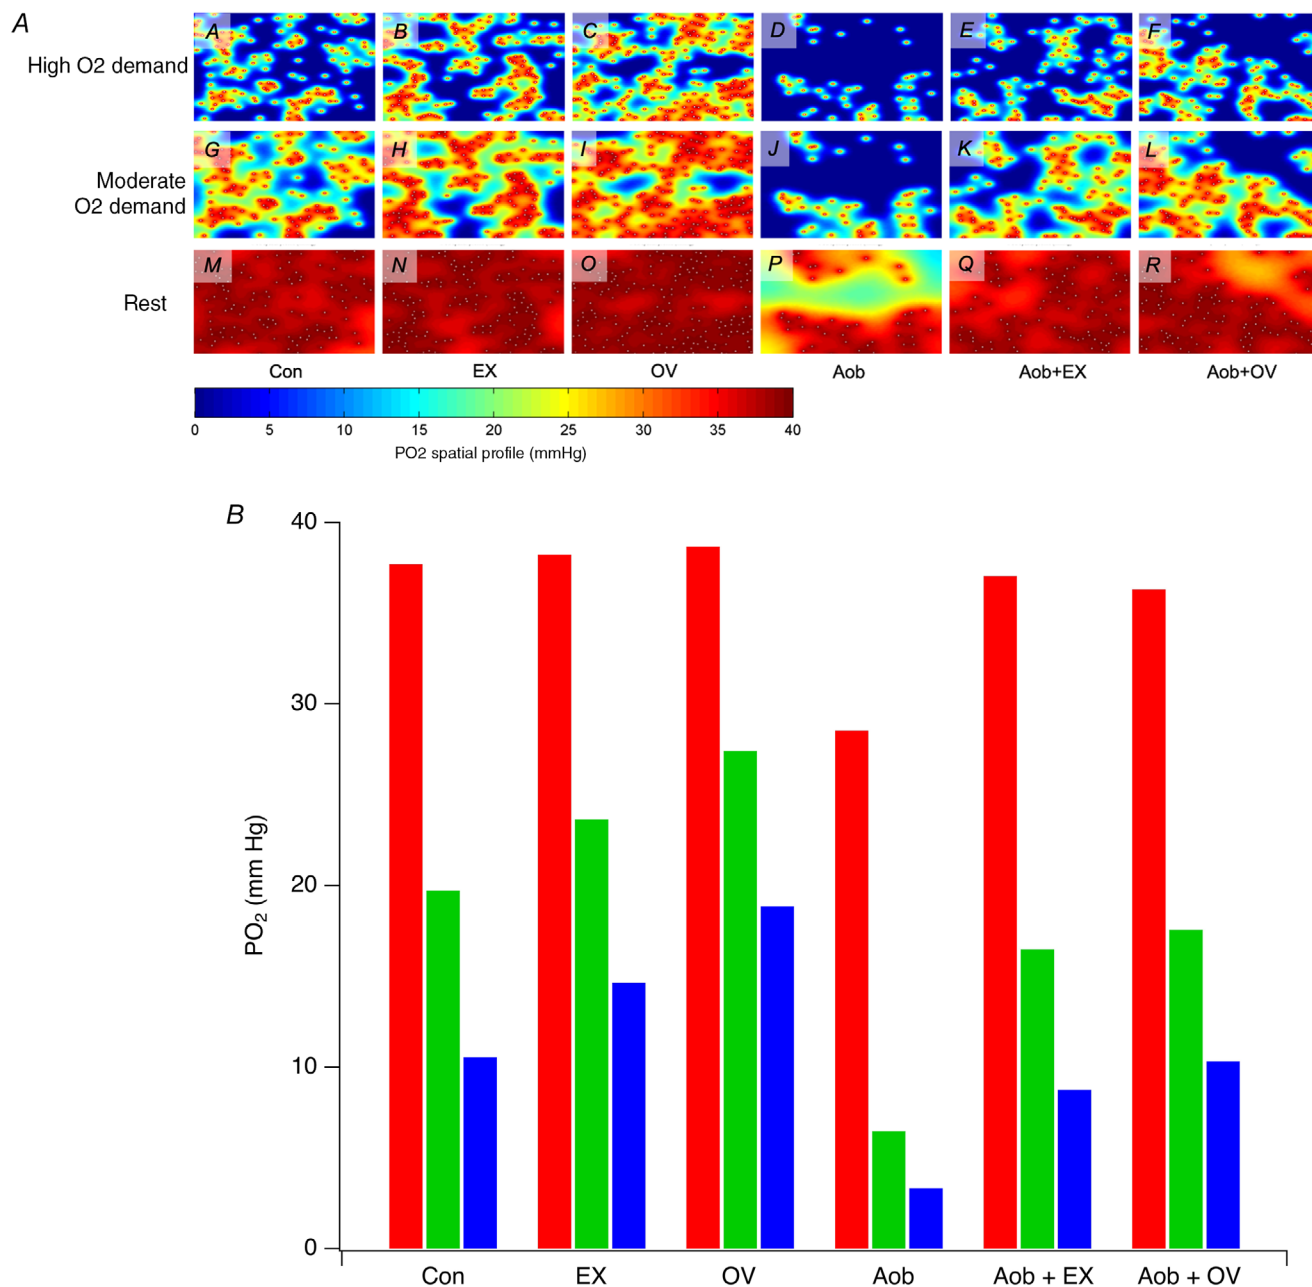 A
High O2 demand
A B C D E F
Moderate
O2 demand
G H I J K L
Rest
M N O P Q R
Con EX OV Aob Aob+EX Aob+OV
0 5 10 15 20 25 30 35 40
PO2 spatial profile (mmHg)
B
40
30
20
10
0
PO2 (mm Hg)
Con EX OV Aob Aob + EX Aob + OV